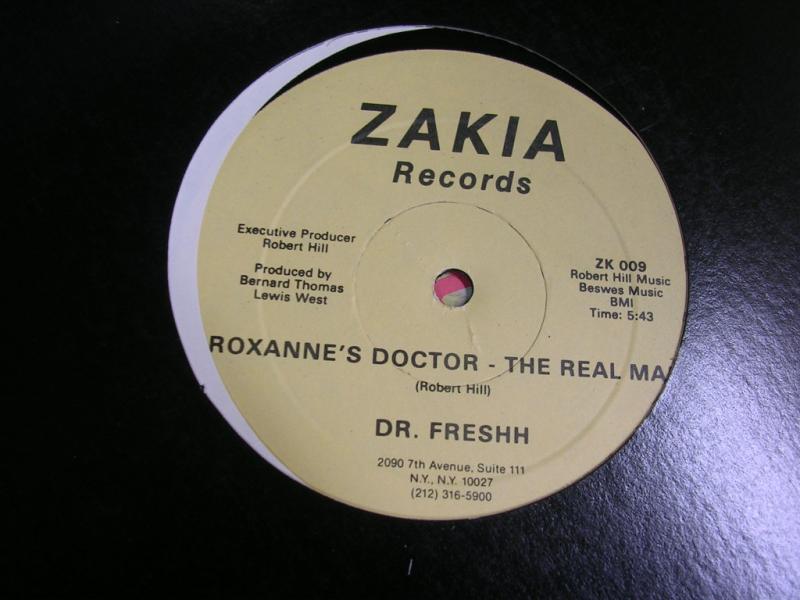 ZAKIA
Records
Executive Producer
Robert Hill
Produced by
Bernard Thomas
Lewis West
ZK 009
Robert Hill Music
Beswes Music
BMI
Time: 5:43
ROXANNE'S DOCTOR - THE REAL MA
(Robert Hill)
DR. FRESHH
2090 7th Avenue, Suite 111
N.Y., N.Y. 10027
(212) 316-5900